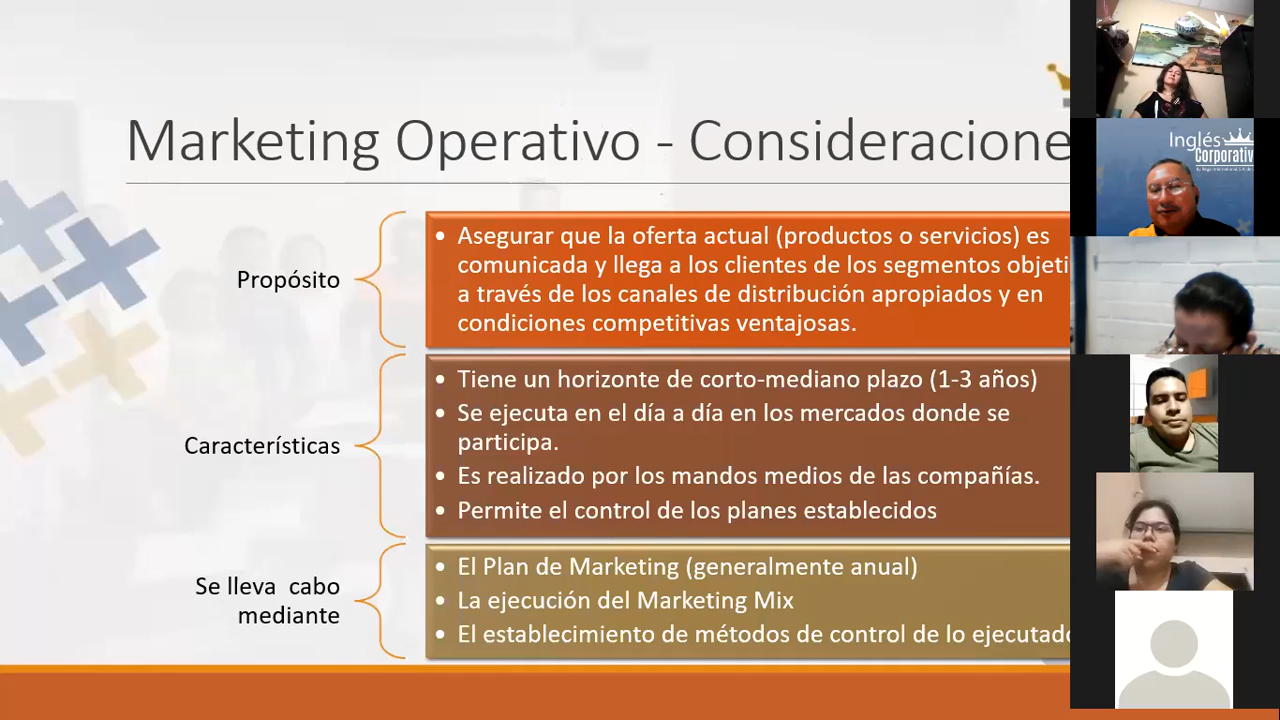 Marketing Operativo - Consideracione
Propósito
• Asegurar que la oferta actual (productos o servicios) es
comunicada y llega a los clientes de los segmentos objeti
a través de los canales de distribución apropiados y en
condiciones competitivas ventajosas.
Características
• Tiene un horizonte de corto-mediano plazo (1-3 años)
• Se ejecuta en el día a día en los mercados donde se
participa.
• Es realizado por los mandos medios de las compañías.
• Permite el control de los planes establecidos
Se lleva cabo
mediante
• El Plan de Marketing (generalmente anual)
• La ejecución del Marketing Mix
• El establecimiento de métodos de control de lo ejecutado
Inglés
Corporativ